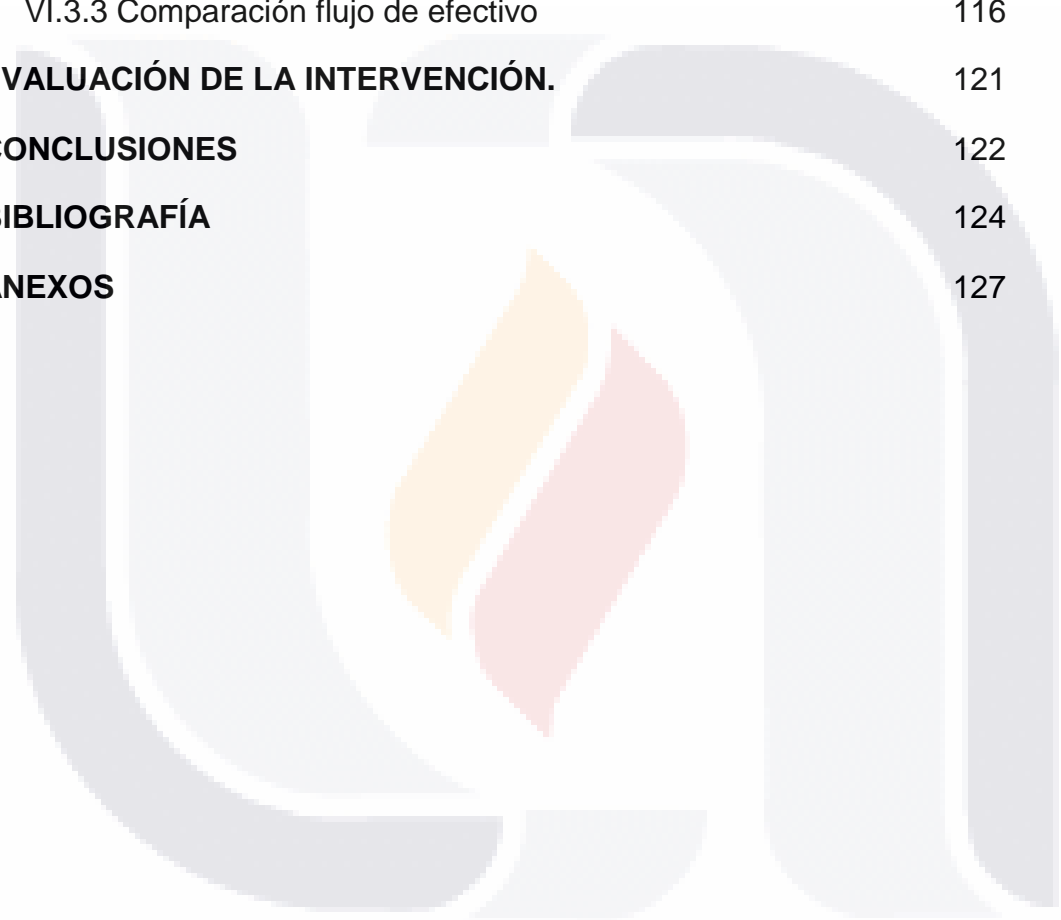 VI.3.3 Comparación flujo de efectivo 116
VALUACIÓN DE LA INTERVENCIÓN. 121
CONCLUSIONES 122
BIBLIOGRAFÍA 124
ANEXOS 127